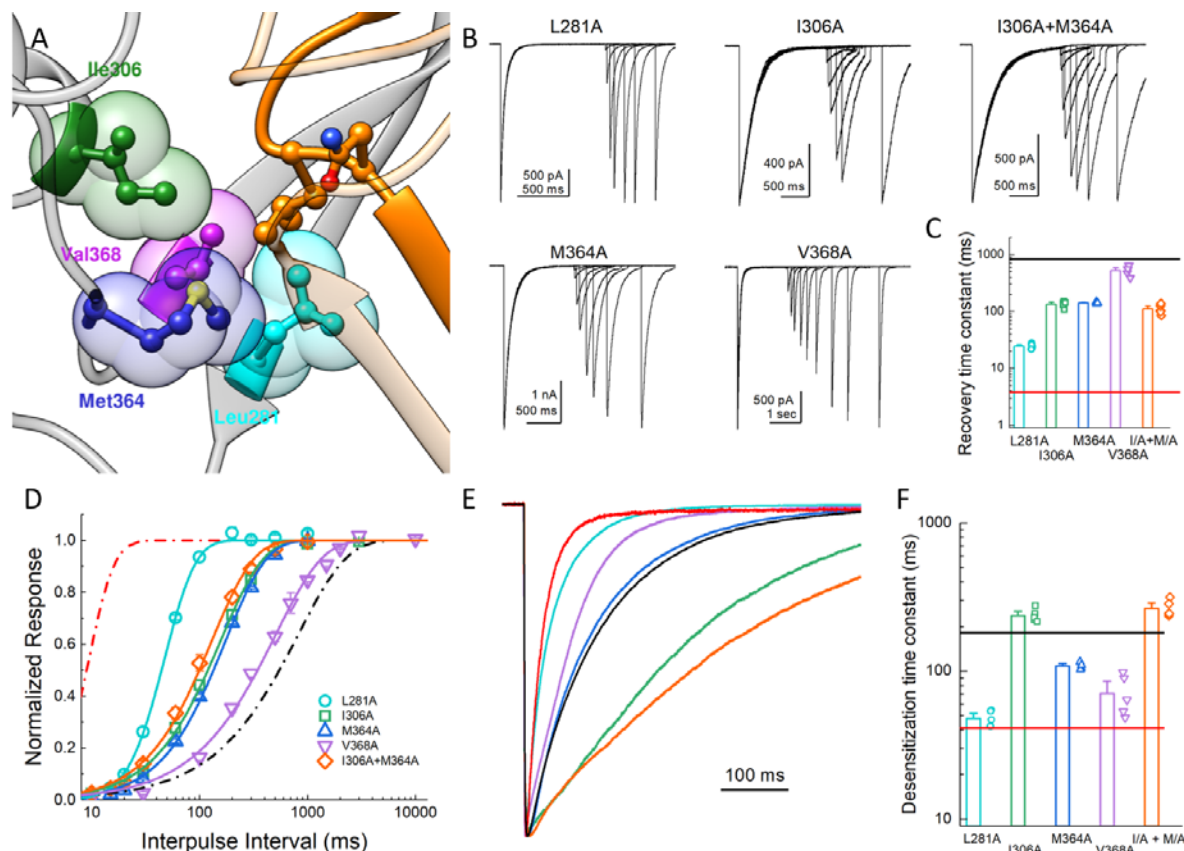 A
Ile306
Val368
Met364
Leu281
B
L281A
500 pA
500 ms
I306A
400 pA
500 ms
I306A+M364A
500 pA
500 ms
M364A
1 nA
500 ms
V368A
500 pA
1 sec
C
Recovery time constant (ms)
1000
100
10
1
L281A
I306A
M364A
V368A
I/A+M/A
D
Normalized Response
1.0
0.8
0.6
0.4
0.2
0.0
10
100
1000
10000
Interpulse Interval (ms)
L281A
I306A
M364A
V368A
I306A+M364A
E
100 ms
F
Desensitization time constant (ms)
1000
100
10
L281A
I306A
M364A
V368A
I/A + M/A